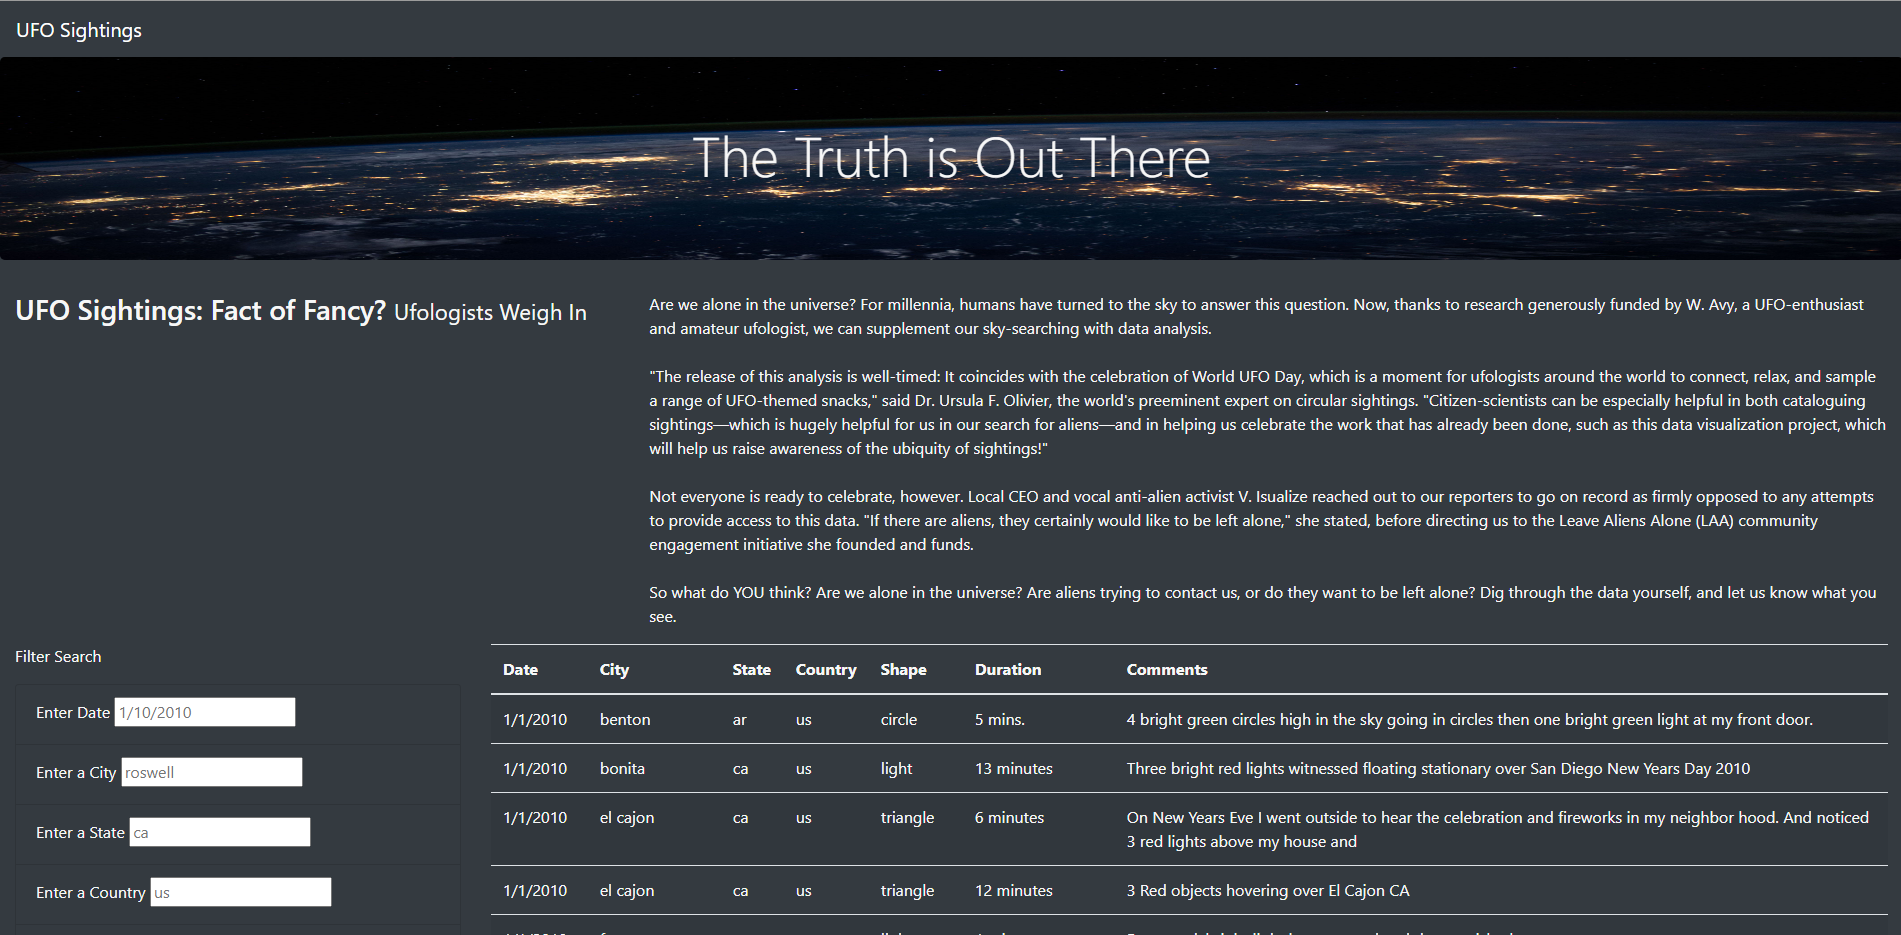 UFO Sightings
The Truth is Out There
UFO Sightings: Fact of Fancy? Ufologists Weigh In
Are we alone in the universe? For millennia, humans have turned to the sky to answer this question. Now, thanks to research generously funded by W. Avy, a UFO-enthusiast
and amateur ufologist, we can supplement our sky-searching with data analysis.
"The release of this analysis is well-timed: It coincides with the celebration of World UFO Day, which is a moment for ufologists around the world to connect, relax, and sample
a range of UFO-themed snacks," said Dr. Ursula F. Olivier, the world's preeminent expert on circular sightings. "Citizen-scientists can be especially helpful in both cataloguing
sightings—which is hugely helpful for us in our search for aliens—and in helping us celebrate the work that has already been done, such as this data visualization project, which
will help us raise awareness of the ubiquity of sightings!"
Not everyone is ready to celebrate, however. Local CEO and vocal anti-alien activist V. Isualize reached out to our reporters to go on record as firmly opposed to any attempts
to provide access to this data. "If there are aliens, they certainly would like to be left alone," she stated, before directing us to the Leave Aliens Alone (LAA) community
engagement initiative she founded and funds.
So what do YOU think? Are we alone in the universe? Are aliens trying to contact us, or do they want to be left alone? Dig through the data yourself, and let us know what you
see.
Filter Search
Enter Date 1/10/2010
Enter a City roswell
Enter a State ca
Enter a Country us
Date City State Country Shape Duration Comments
1/1/2010 benton ar us circle 5 mins. 4 bright green circles high in the sky going in circles then one bright green light at my front door.
1/1/2010 bonita ca us light 13 minutes Three bright red lights witnessed floating stationary over San Diego New Years Day 2010
1/1/2010 el cajon ca us triangle 6 minutes On New Years Eve I went outside to hear the celebration and fireworks in my neighbor hood. And noticed
3 red lights above my house and
1/1/2010 el cajon ca us triangle 12 minutes 3 Red objects hovering over El Cajon CA